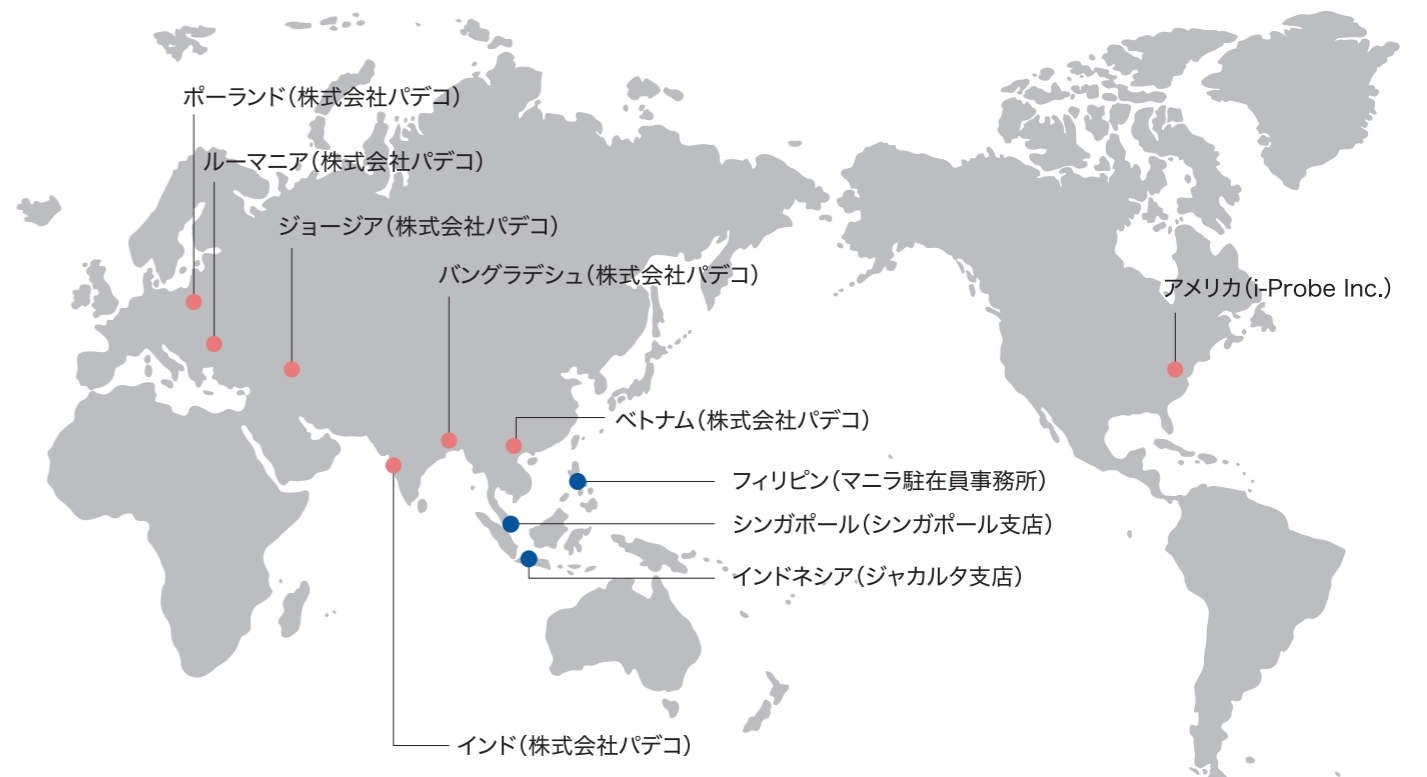 ポーランド（株式会社パデコ）
ルーマニア（株式会社パデコ）
ジョージア（株式会社パデコ）
バングラデシュ（株式会社パデコ）
アメリカ（i-Probe Inc.）
ベトナム（株式会社パデコ）
フィリピン（マニラ駐在員事務所）
シンガポール（シンガポール支店）
インドネシア（ジャカルタ支店）
インド（株式会社パデコ）